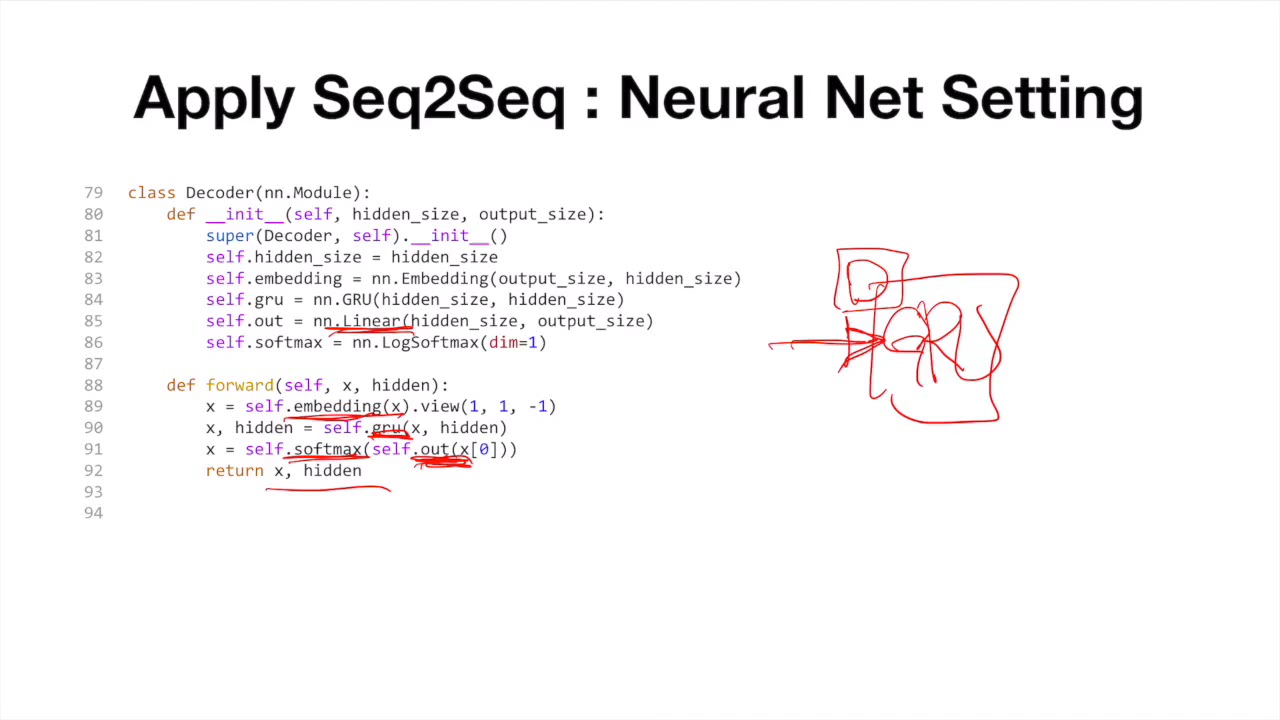 Apply Seq2Seq : Neural Net Setting
79 class Decoder(nn.Module):
80 def __init__(self, hidden_size, output_size):
81 super(Decoder, self).__init__()
82 self.hidden_size = hidden_size
83 self.embedding = nn.Embedding(output_size, hidden_size)
84 self.gru = nn.GRU(hidden_size, hidden_size)
85 self.out = nn.Linear(hidden_size, output_size)
86 self.softmax = nn.LogSoftmax(dim=1)
87
88 def forward(self, x, hidden):
89 x = self.embedding(x).view(1, 1, -1)
90 x, hidden = self.gru(x, hidden)
91 x = self.softmax(self.out(x[0]))
92 return x, hidden
93
94
D
GRU